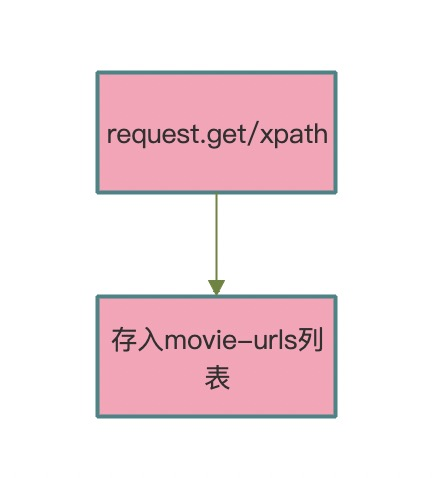 request.get/xpath
存入movie-urls列
表